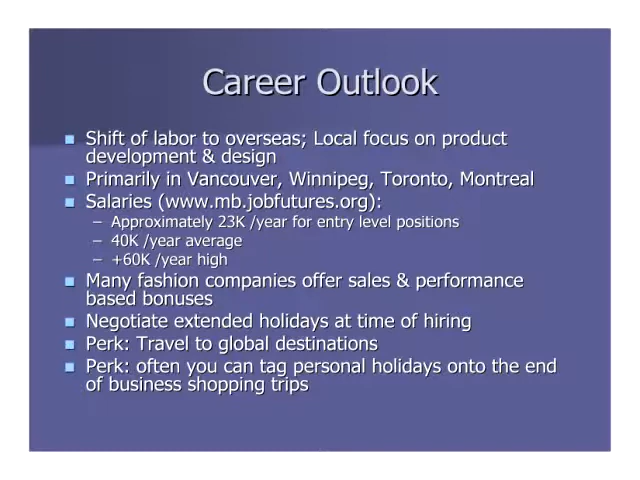 Career Outlook
■ Shift of labor to overseas; Local focus on product
development & design
■ Primarily in Vancouver, Winnipeg, Toronto, Montreal
■ Salaries (www.mb.jobfutures.org):
– Approximately 23K /year for entry level positions
– 40K /year average
– +60K /year high
■ Many fashion companies offer sales & performance
based bonuses
■ Negotiate extended holidays at time of hiring
■ Perk: Travel to global destinations
■ Perk: often you can tag personal holidays onto the end
of business shopping trips